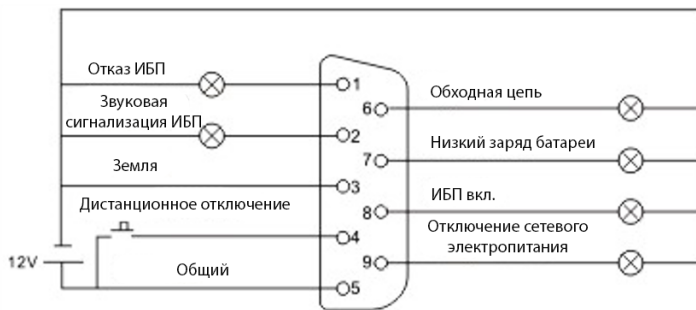 Отказ ИБП
1
Звуковая
сигнализация ИБП
2
Земля
3
Дистанционное отключение
4
12V
Общий
5
Обходная цепь
6
Низкий заряд батареи
7
ИБП вкл.
8
Отключение сетевого
электропитания
9